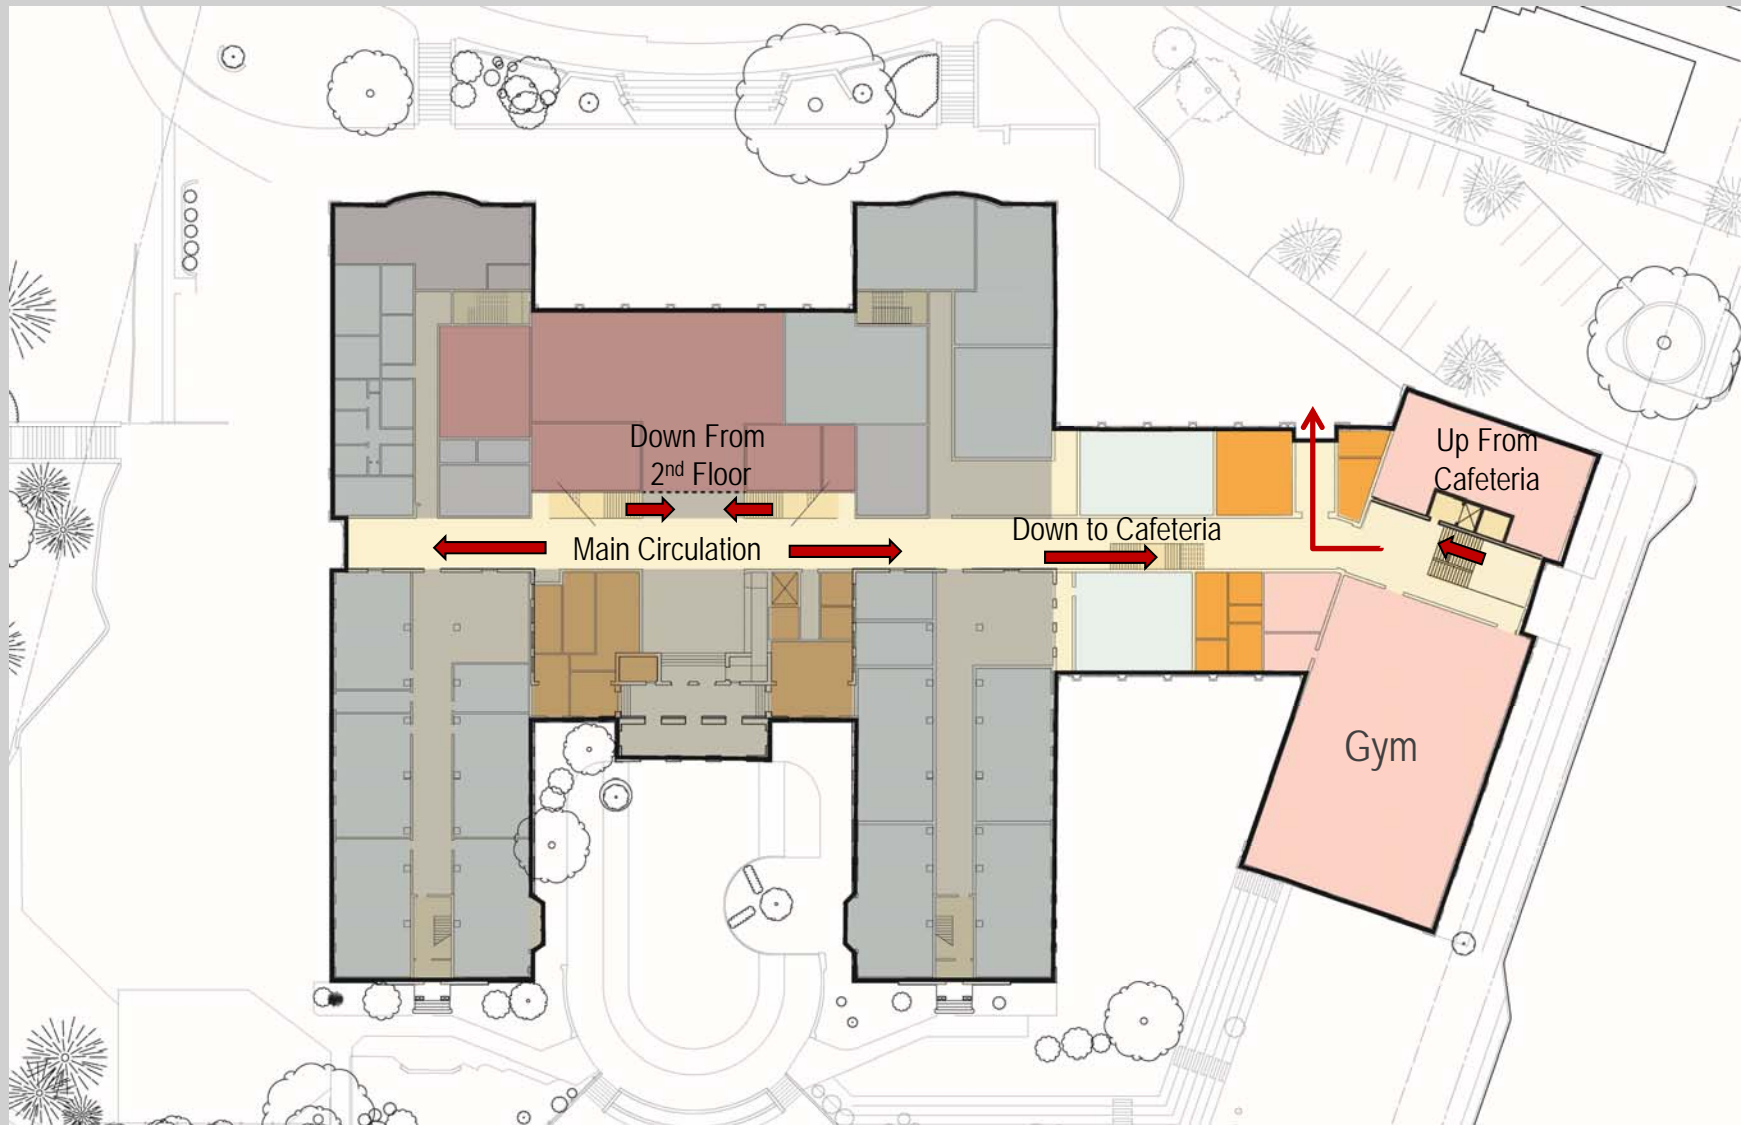 Down From
2nd Floor
Up From
Cafeteria
Main Circulation
Down to Cafeteria
Gym